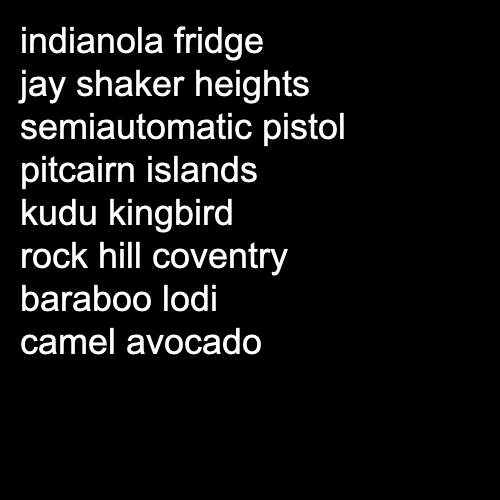 indianola fridge
jay shaker heights
semiautomatic pistol
pitcairn islands
kudu kingbird
rock hill coventry
baraboo lodi
camel avocado